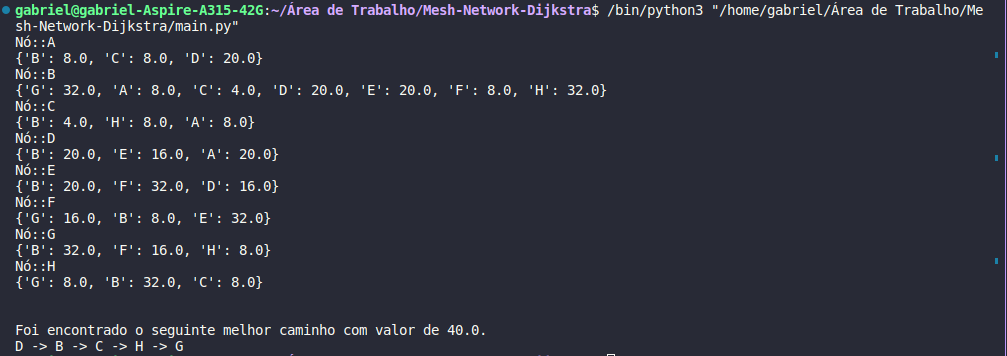 gabriel@gabriel-Aspire-A315-42G:~/Área de Trabalho/Mesh-Network-Dijkstra$ /bin/python3 "/home/gabriel/Área de Trabalho/Me
sh-Network-Dijkstra/main.py"
Nó::A
{'B': 8.0, 'C': 8.0, 'D': 20.0}
Nó::B
{'G': 32.0, 'A': 8.0, 'C': 4.0, 'D': 20.0, 'E': 20.0, 'F': 8.0, 'H': 32.0}
Nó::C
{'B': 4.0, 'H': 8.0, 'A': 8.0}
Nó::D
{'B': 20.0, 'E': 16.0, 'A': 20.0}
Nó::E
{'B': 20.0, 'F': 32.0, 'D': 16.0}
Nó::F
{'G': 16.0, 'B': 8.0, 'E': 32.0}
Nó::G
{'B': 32.0, 'F': 16.0, 'H': 8.0}
Nó::H
{'G': 8.0, 'B': 32.0, 'C': 8.0}
Foi encontrado o seguinte melhor caminho com valor de 40.0.
D -> B -> C -> H -> G